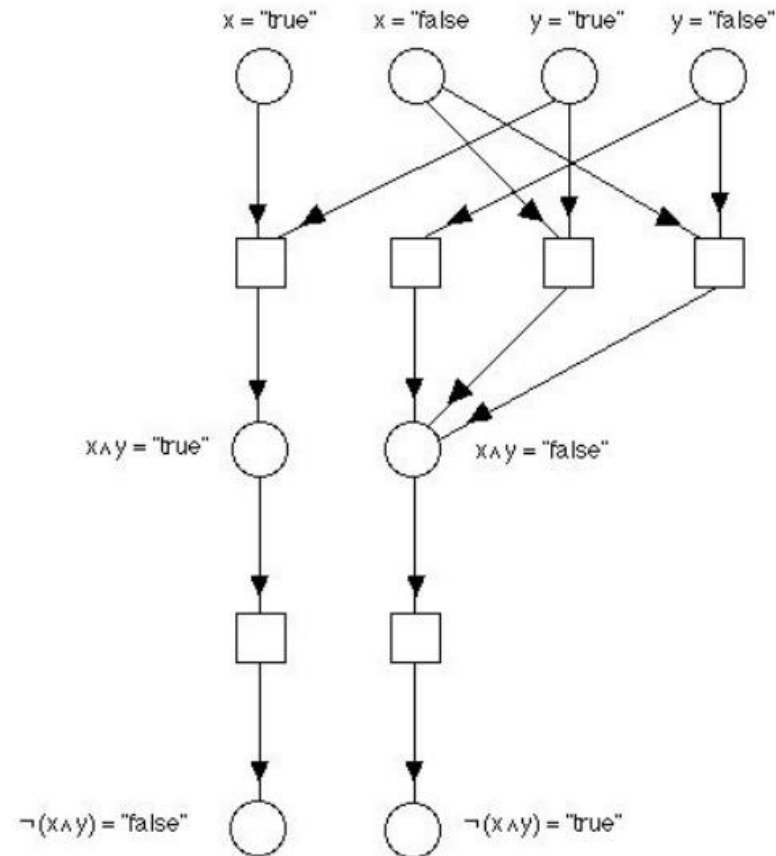 x = "true"
x = "false
y = "true"
y = "false"
x∧y = "true"
x∧y = "false"
¬(x∧y) = "false"
¬(x∧y) = "true"